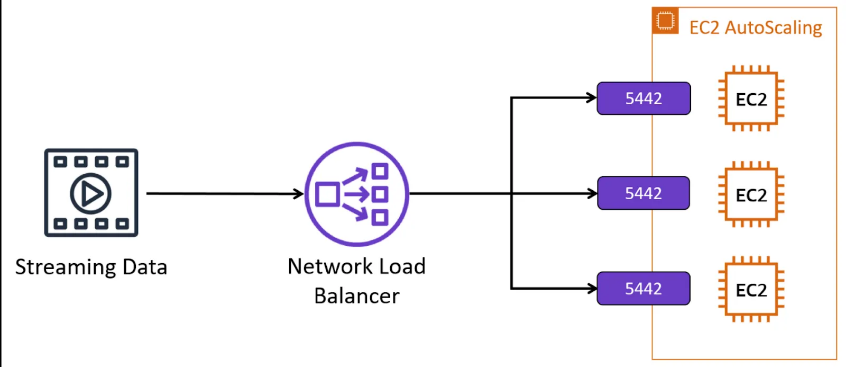 EC2 AutoScaling
5442
EC2
5442
EC2
Streaming Data
Network Load
Balancer
5442
EC2